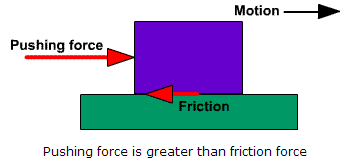 Motion
Pushing force
Friction
Pushing force is greater than friction force